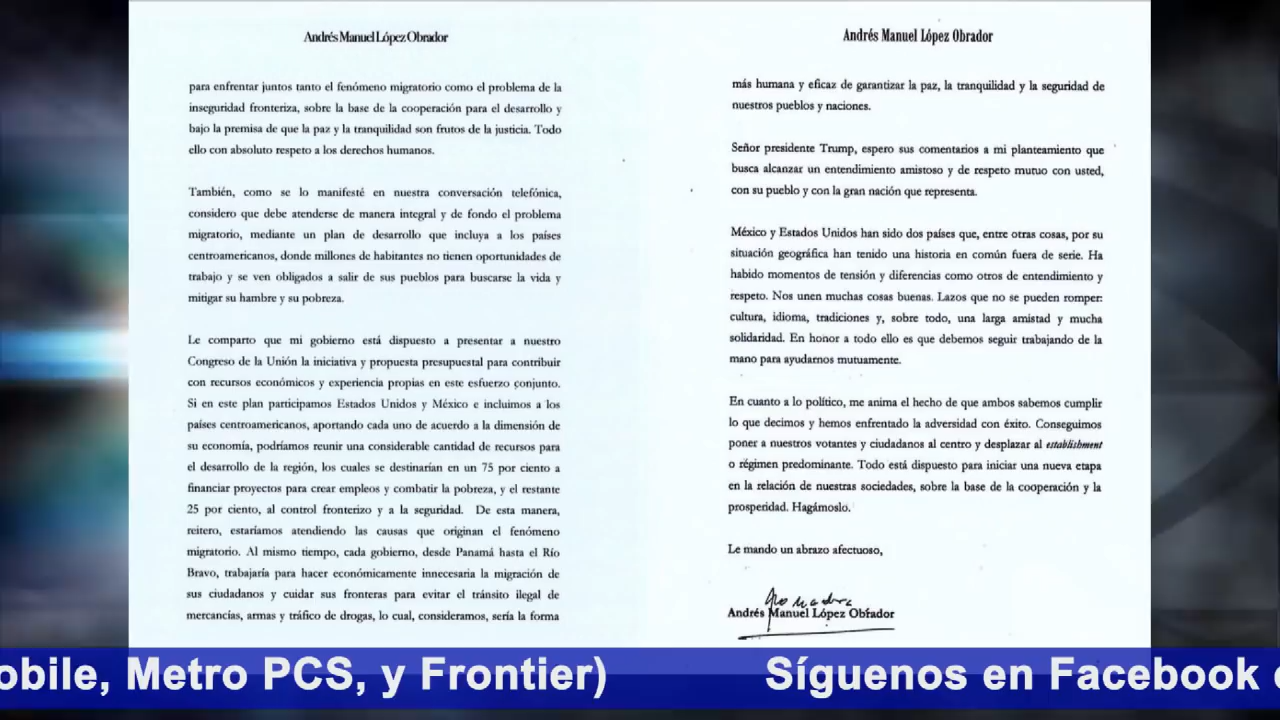 Andrés Manuel López Obrador
para enfrentar juntos tanto el fenómeno migratorio como el problema de la
inseguridad fronteriza, sobre la base de la cooperación para el desarrollo y
bajo la premisa de que la paz y la tranquilidad son frutos de la justicia. Todo
ello con absoluto respeto a los derechos humanos.
También, como se lo manifesté en nuestra conversación telefónica,
considero que debe atenderse de manera integral y de fondo el problema
migratorio, mediante un plan de desarrollo que incluya a los países
centroamericanos, donde millones de habitantes no tienen oportunidades de
trabajo y se ven obligados a salir de sus pueblos para buscarse la vida y
mitigar su hambre y su pobreza.
Le comparto que mi gobierno está dispuesto a presentar a nuestro
Congreso de la Unión la iniciativa y propuesta presupuestal para contribuir
con recursos económicos y experiencia propias en este esfuerzo conjunto.
Si en este plan participamos Estados Unidos y México e incluimos a los
países centroamericanos, aportando cada uno de acuerdo a la dimensión de
su economía, podríamos reunir una considerable cantidad de recursos para
el desarrollo de la región, los cuales se destinarían en un 75 por ciento a
financiar proyectos para crear empleos y combatir la pobreza, y el restante
25 por ciento, al control fronterizo y a la seguridad. De esta manera,
reitero, estaríamos atendiendo las causas que originan el fenómeno
migratorio. Al mismo tiempo, cada gobierno, desde Panamá hasta el Río
Bravo, trabajaría para hacer económicamente innecesaria la migración de
sus ciudadanos y cuidar sus fronteras para evitar el tránsito ilegal de
mercancías, armas y tráfico de drogas, lo cual, consideramos, sería la forma
Andrés Manuel López Obrador
más humana y eficaz de garantizar la paz, la tranquilidad y la seguridad de
nuestros pueblos y naciones.
Señor presidente Trump, espero sus comentarios a mi planteamiento que
busca alcanzar un entendimiento amistoso y de respeto mutuo con usted,
con su pueblo y con la gran nación que representa.
México y Estados Unidos han sido dos países que, entre otras cosas, por su
situación geográfica han tenido una historia en común fuera de serie. Ha
habido momentos de tensión y diferencias como otros de entendimiento y
respeto. Nos unen muchas cosas buenas. Lazos que no se pueden romper:
cultura, idioma, tradiciones y, sobre todo, una larga amistad y mucha
solidaridad. En honor a todo ello es que debemos seguir trabajando de la
mano para ayudarnos mutuamente.
En cuanto a lo político, me anima el hecho de que ambos sabemos cumplir
lo que decimos y hemos enfrentado la adversidad con éxito. Conseguimos
poner a nuestros votantes y ciudadanos al centro y desplazar al establishment
o régimen predominante. Todo está dispuesto para iniciar una nueva etapa
en la relación de nuestras sociedades, sobre la base de la cooperación y la
prosperidad. Hagámoslo.
Le mando un abrazo afectuoso,
Andrés Manuel López Obrador
obile, Metro PCS, y Frontier) Síguenos en Facebook